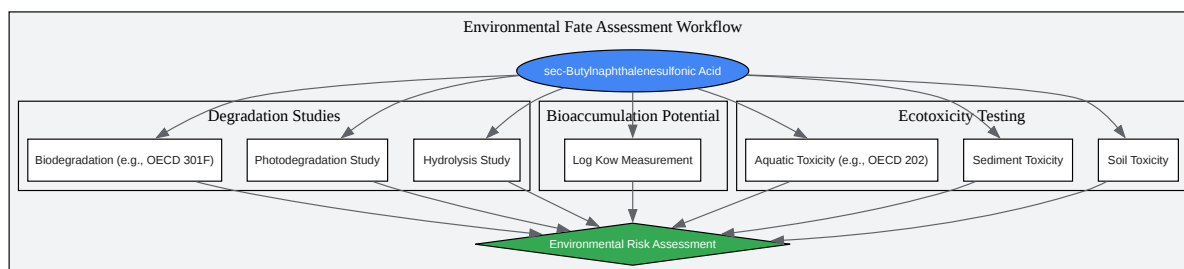 Environmental Fate Assessment Workflow
sec-Butylnaphthalenesulfonic Acid
Degradation Studies
Bioaccumulation Potential
Ecotoxicity Testing
Biodegradation (e.g., OECD 301F)
Photodegradation Study
Hydrolysis Study
Log Kow Measurement
Aquatic Toxicity (e.g., OECD 202)
Sediment Toxicity
Soil Toxicity
Environmental Risk Assessment